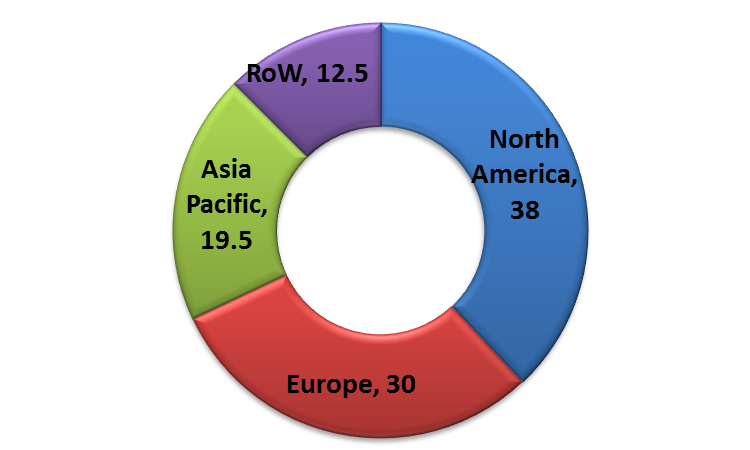 RoW, 12.5
North
America,
38
Asia
Pacific,
19.5
Europe, 30